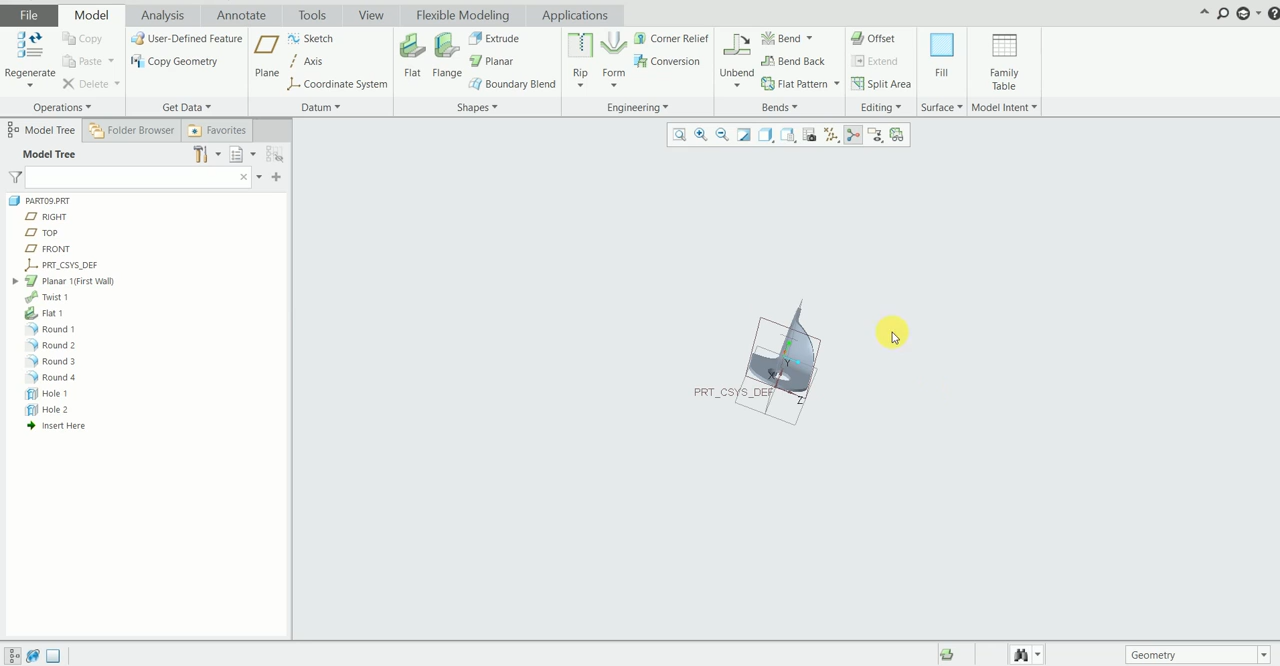 File Model Analysis Annotate Tools View Flexible Modeling Applications
Regenerate
Copy
Paste
Delete
Operations
User-Defined Feature
Copy Geometry
Get Data
Plane
Sketch
Axis
Coordinate System
Datum
Flat
Flange
Extrude
Planar
Boundary Blend
Shapes
Rip
Form
Corner Relief
Conversion
Engineering
Unbend
Bend
Bend Back
Flat Pattern
Bends
Offset
Extend
Split Area
Editing
Fill
Surface
Family
Table
Model Intent
Model Tree Folder Browser Favorites
Model Tree
PART09.PRT
RIGHT
TOP
FRONT
PRT_CSYS_DEF
Planar 1(First Wall)
Twist 1
Flat 1
Round 1
Round 2
Round 3
Round 4
Hole 1
Hole 2
Insert Here
Y
X
PRT_CSYS_DEF
Z
Geometry